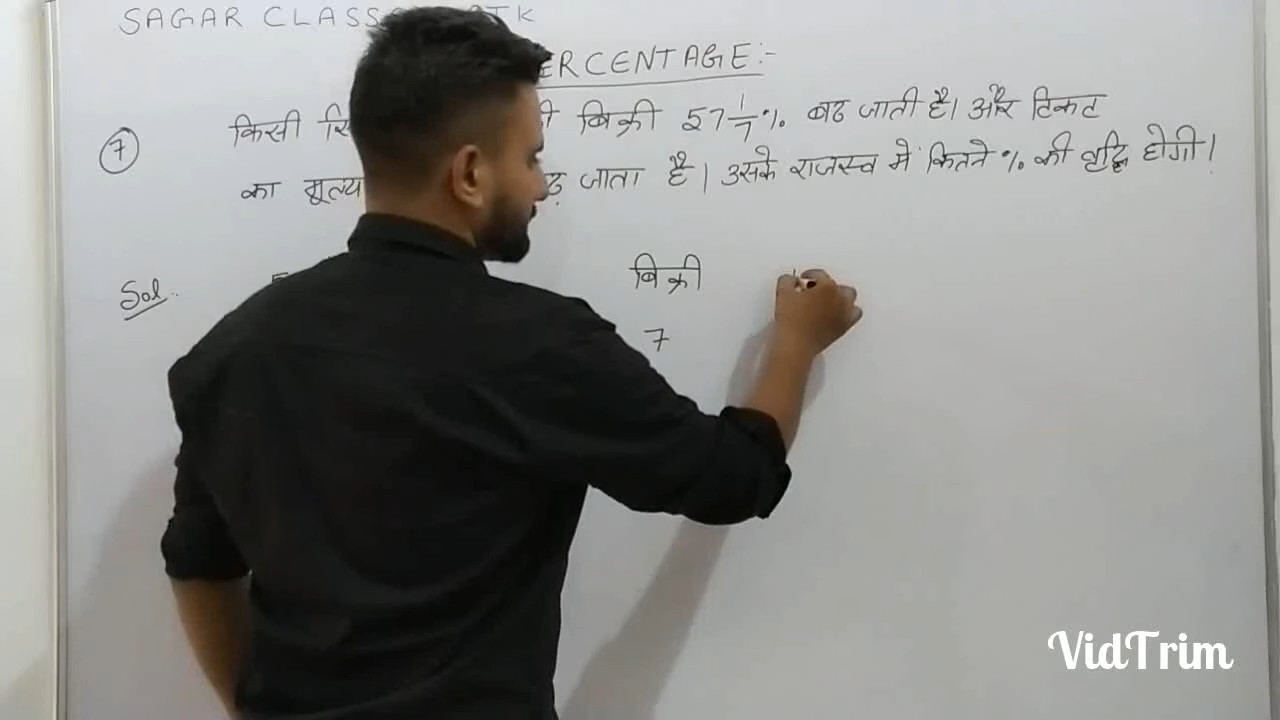 SAGAR CLASS
ERCENTAGE:-
7 किसी बिक्री 57 1/7 % बढ जाती है। और टिकट
का मूल्य जाता है। उसके राजस्व में कितने % की वृद्धि होगी।
Sol. बिक्री
7
VidTrim